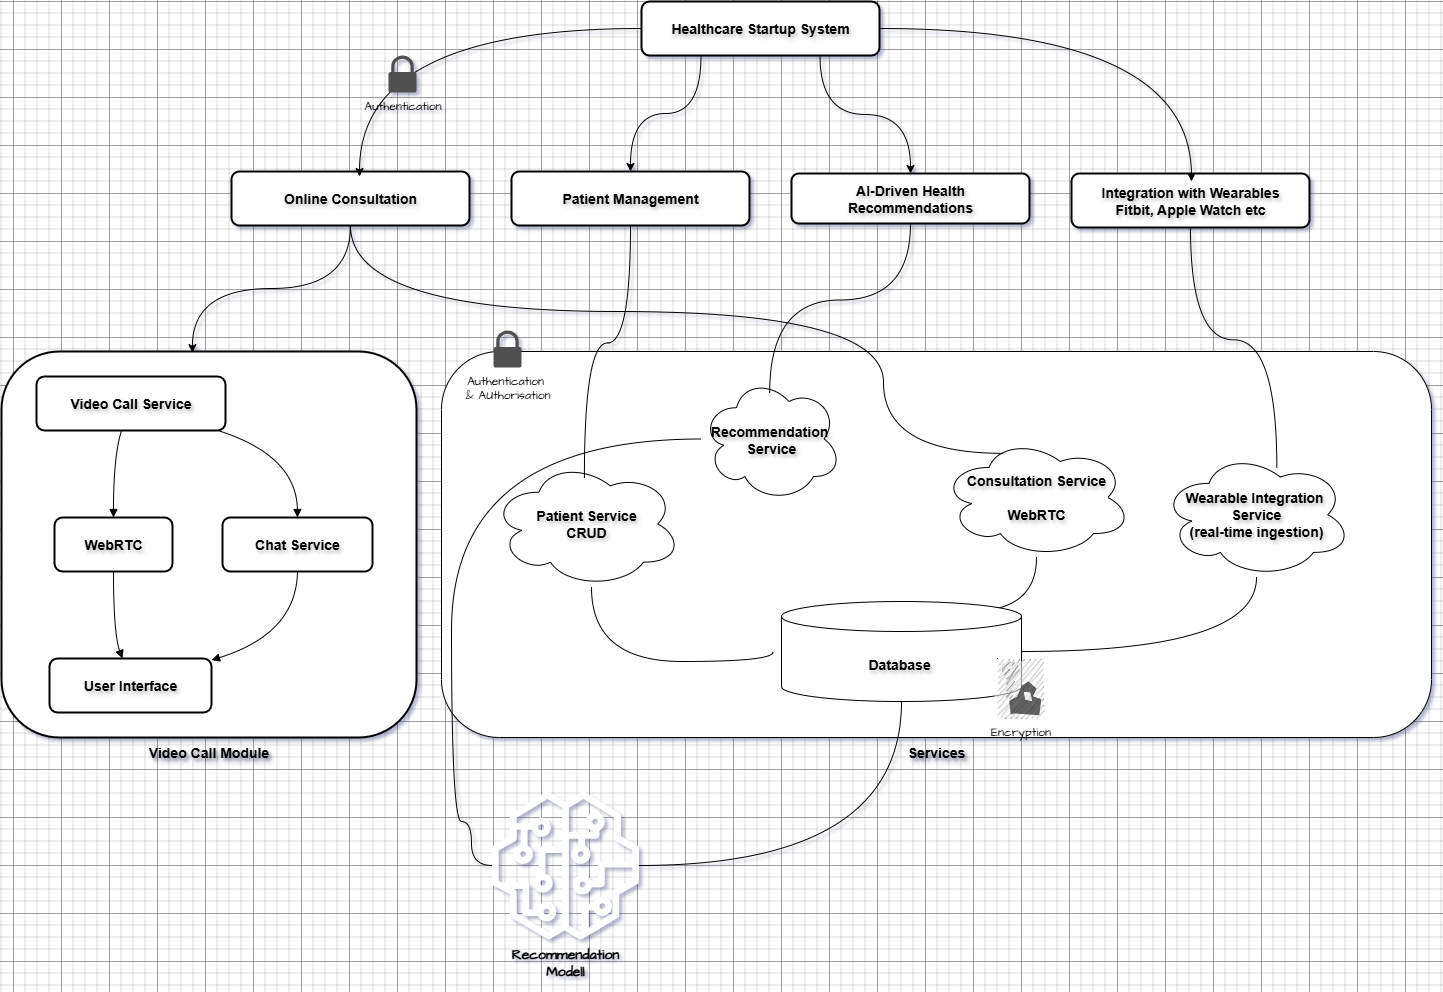 Healthcare Startup System
Authentication
Online Consultation
Patient Management
AI-Driven Health
Recommendations
Integration with Wearables
Fitbit, Apple Watch etc
Video Call Service
WebRTC
Chat Service
User Interface
Video Call Module
Authentication
& Authorisation
Recommendation
Service
Patient Service
CRUD
Consultation Service
WebRTC
Wearable Integration
Service
(real-time ingestion)
Database
Encryption
Services
Recommendation
Modell